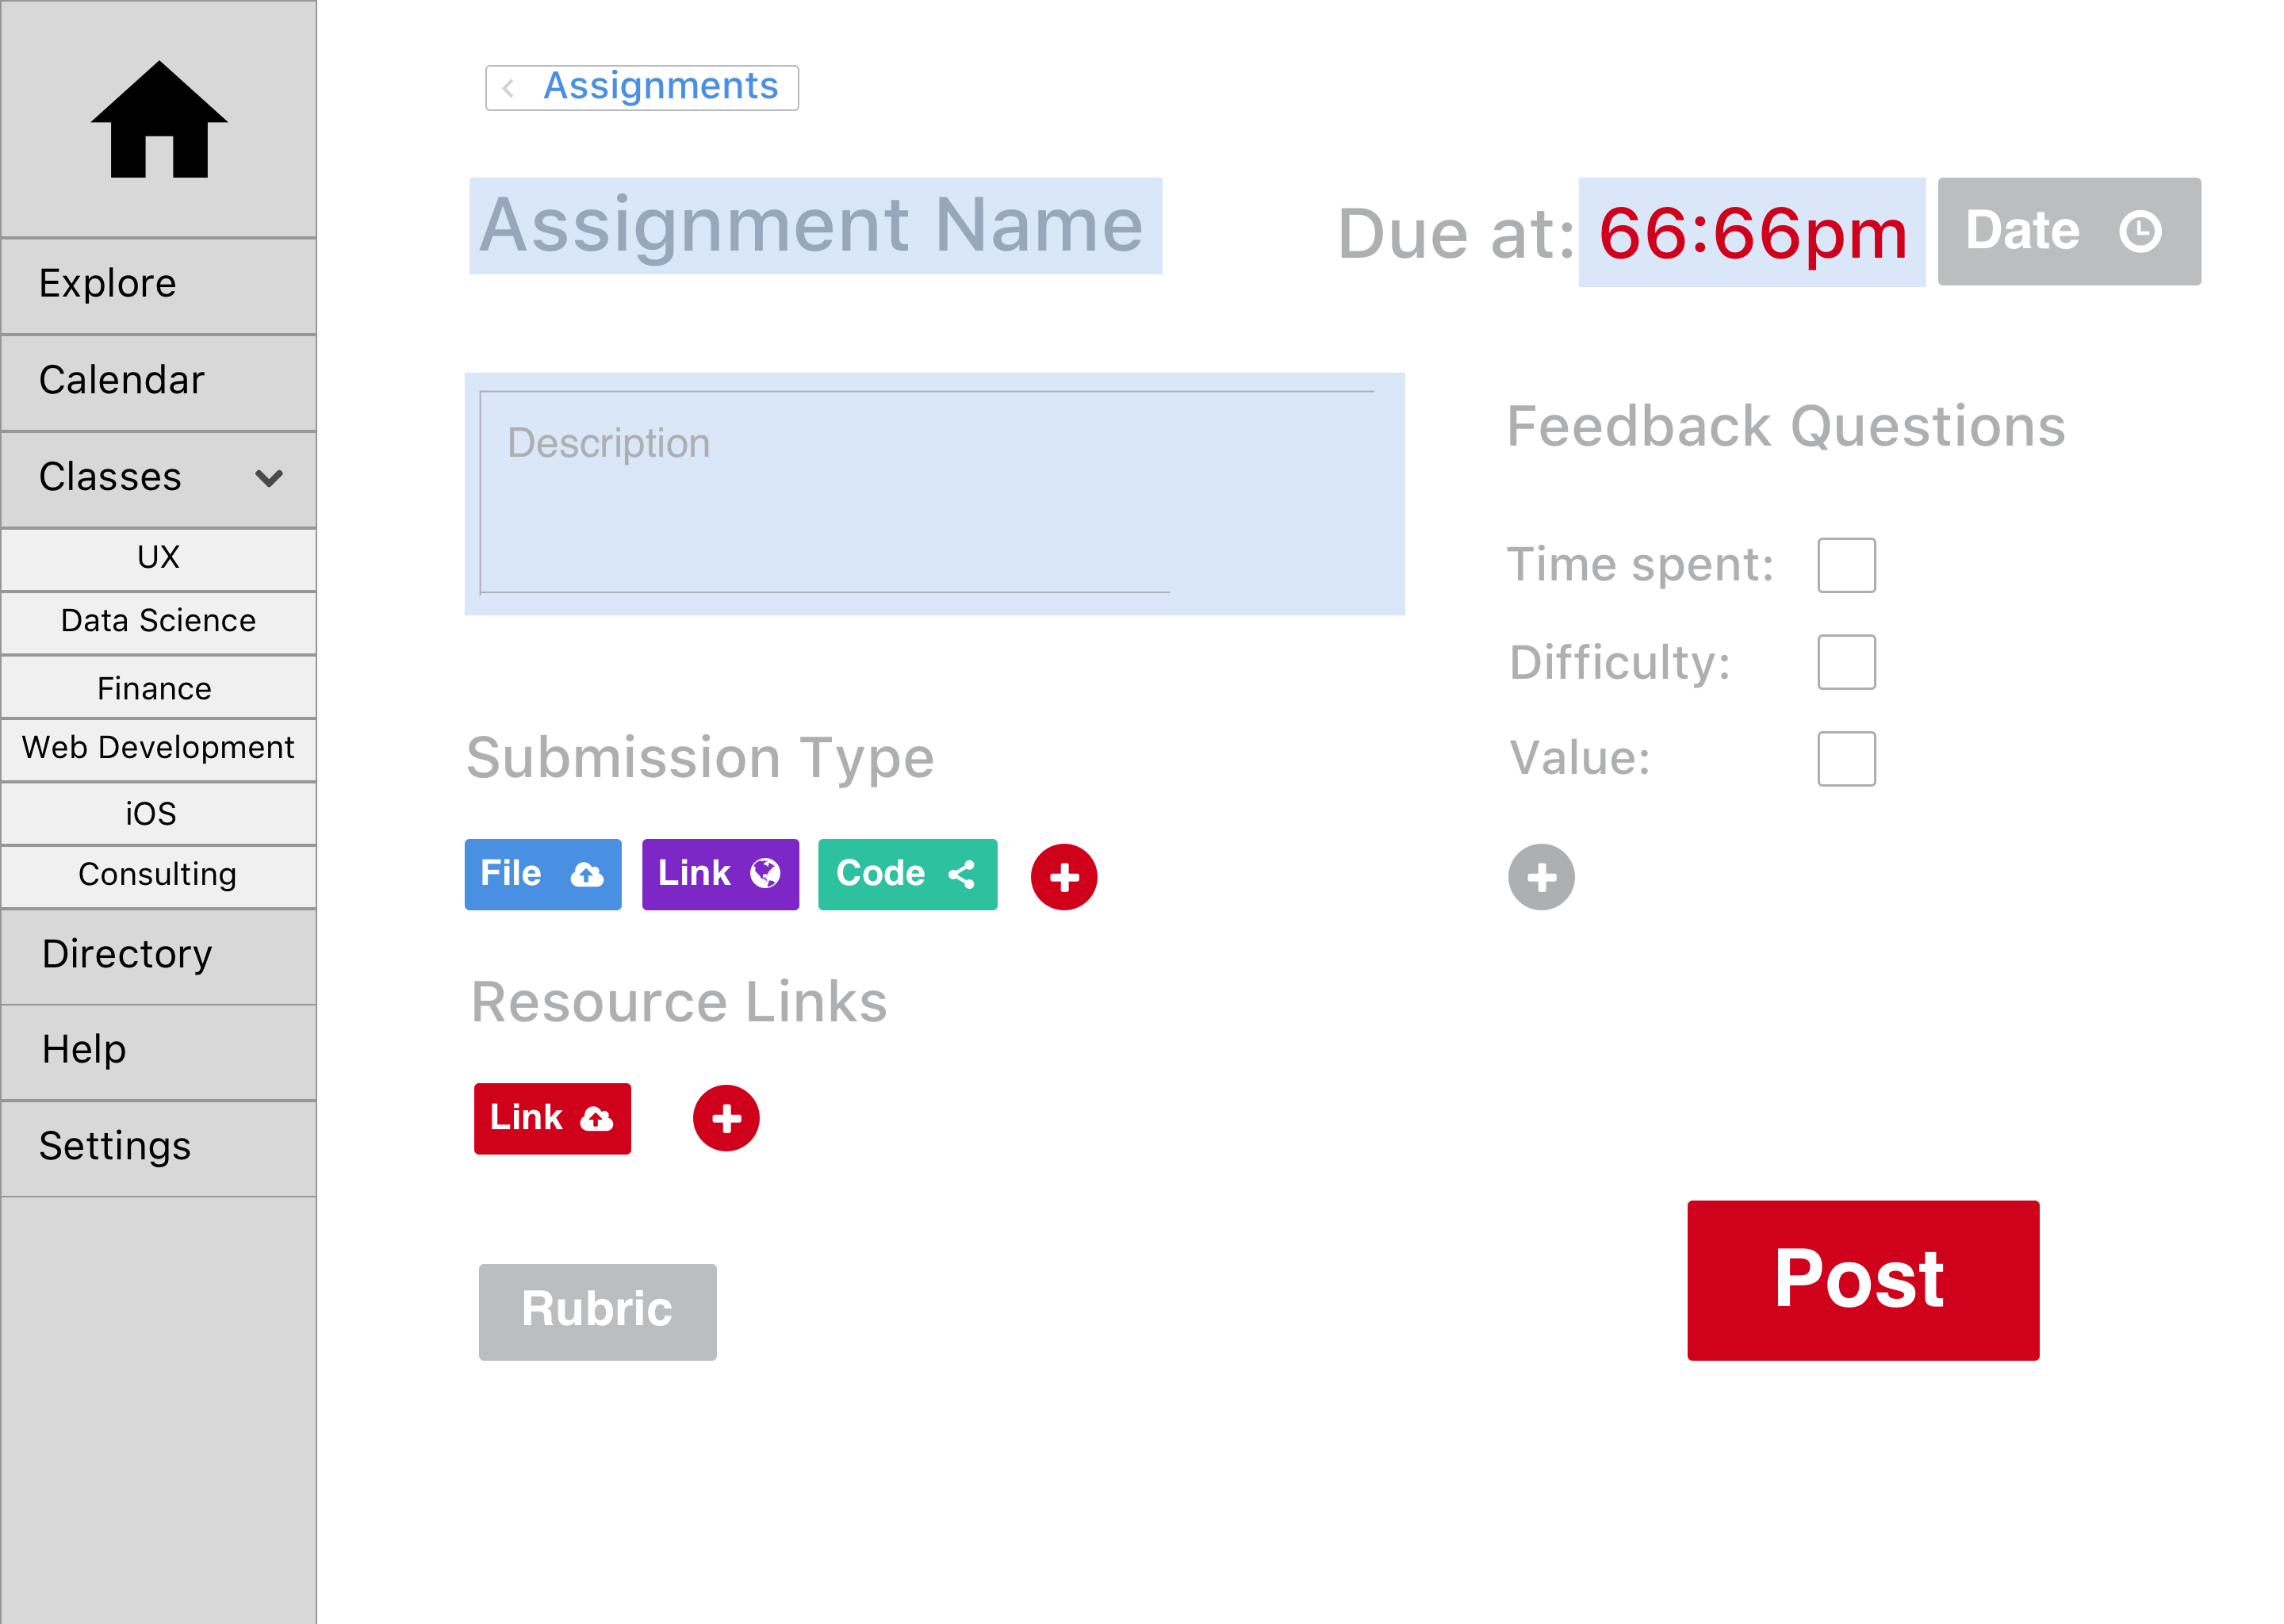 Explore
Calendar
Classes
UX
Data Science
Finance
Web Development
iOS
Consulting
Directory
Help
Settings
Assignments
Assignment Name
Due at: 66:66pm Date
Description
Feedback Questions
Time spent:
Difficulty:
Value:
Submission Type
File Link Code
Resource Links
Link
Rubric
Post